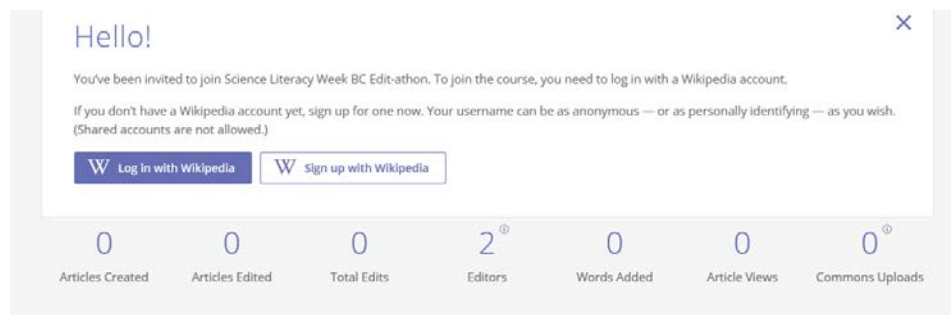 Hello!
You've been invited to join Science Literacy Week BC Edit-athon. To join the course, you need to log in with a Wikipedia account.
If you don't have a Wikipedia account yet, sign up for one now. Your username can be as anonymous — or as personally identifying — as you wish.
(Shared accounts are not allowed.)
W Log in with Wikipedia W Sign up with Wikipedia
0 0 0 2 0 0 0
Articles Created Articles Edited Total Edits Editors Words Added Article Views Commons Uploads